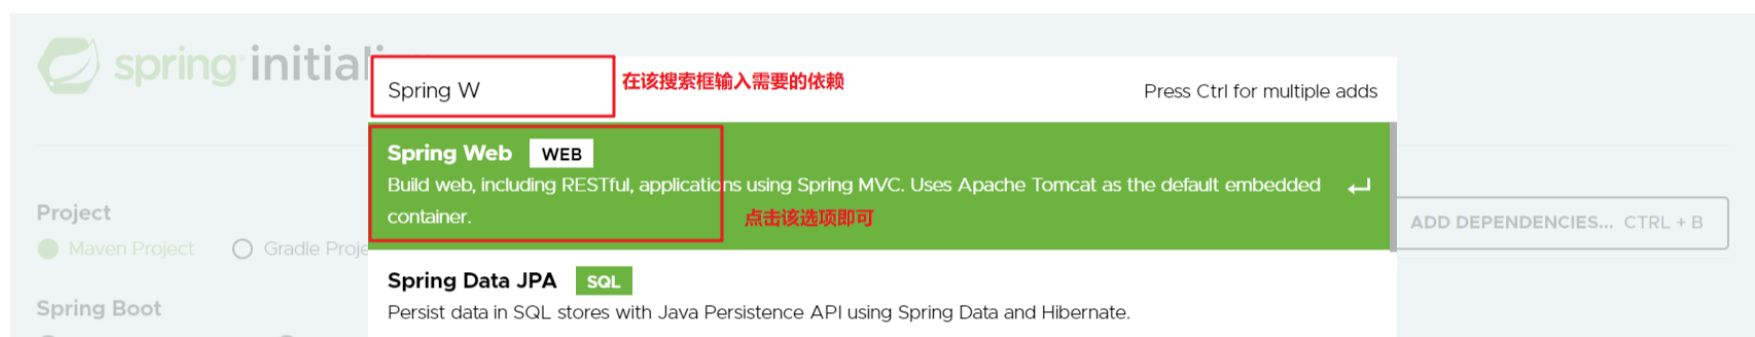 spring initial
Spring W
在该搜索框输入需要的依赖
Press Ctrl for multiple adds
Spring Web WEB
Build web, including RESTful, applications using Spring MVC. Uses Apache Tomcat as the default embedded
container.
点击该选项即可
Project
Maven Project
Gradle Proje
ADD DEPENDENCIES... CTRL + B
Spring Data JPA SQL
Persist data in SQL stores with Java Persistence API using Spring Data and Hibernate.
Spring Boot